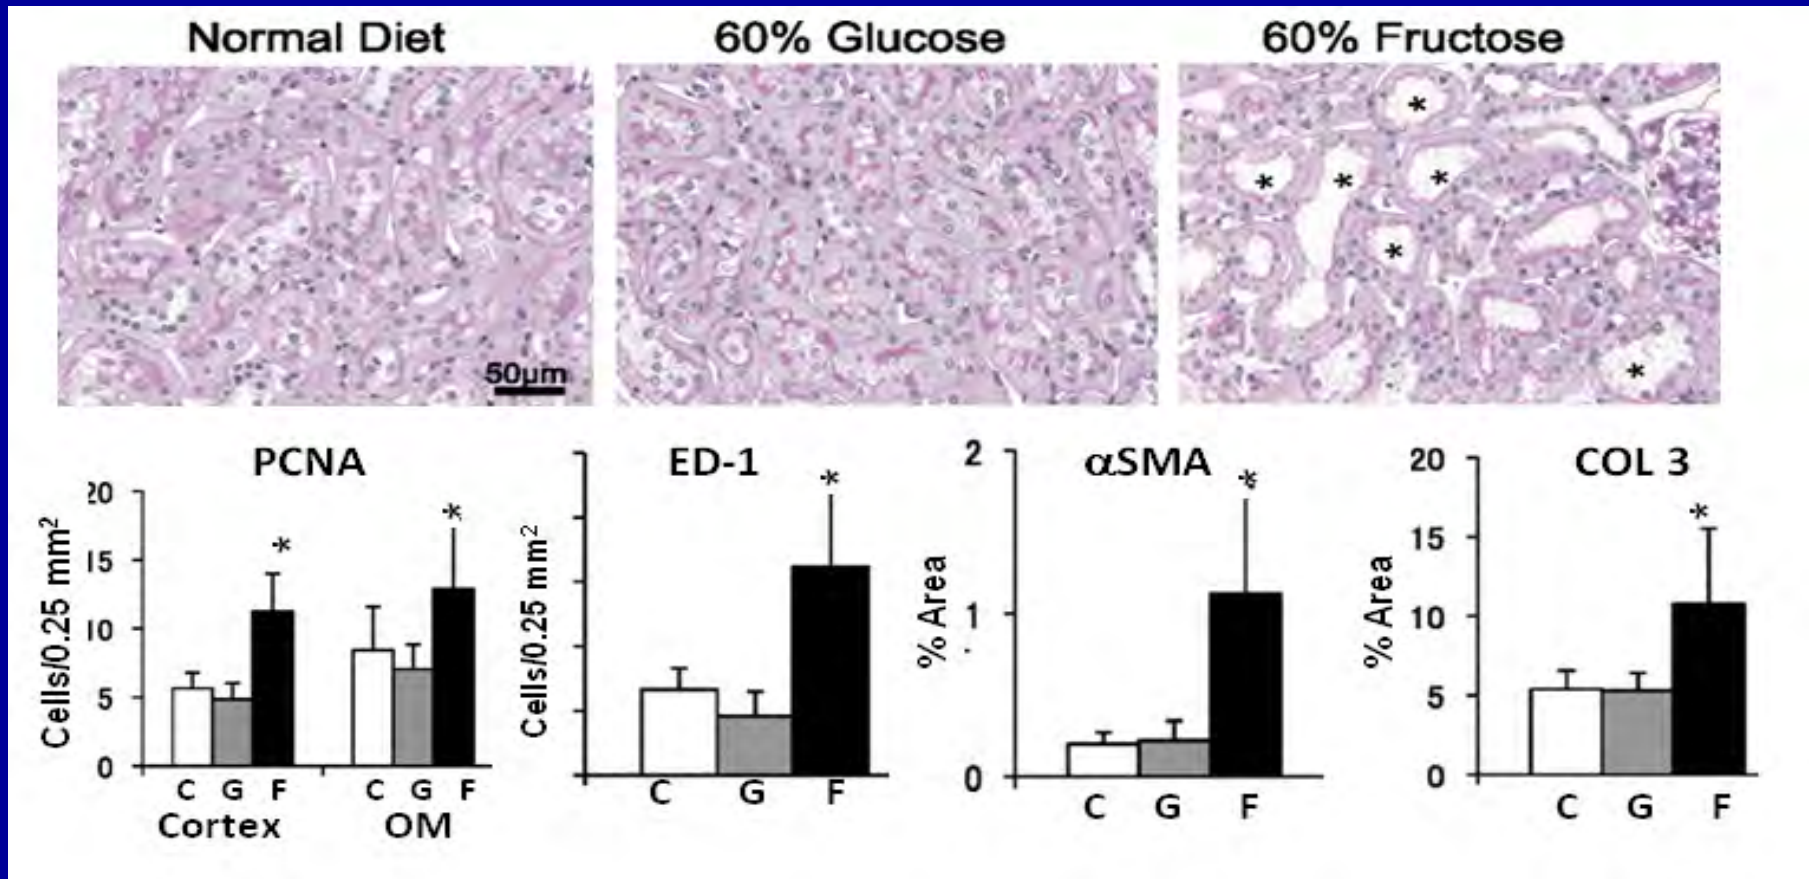 Normal Diet
60% Glucose
60% Fructose
*
*
*
*
*
*
50µm
PCNA
Cells/0.25 mm²
20
15
10
5
0
*
*
C G F
C G F
Cortex
OM
ED-1
Cells/0.25 mm²
*
C G F
αSMA
% Area
2
1
0
*
C G F
COL 3
% Area
20
15
10
5
0
*
C G F